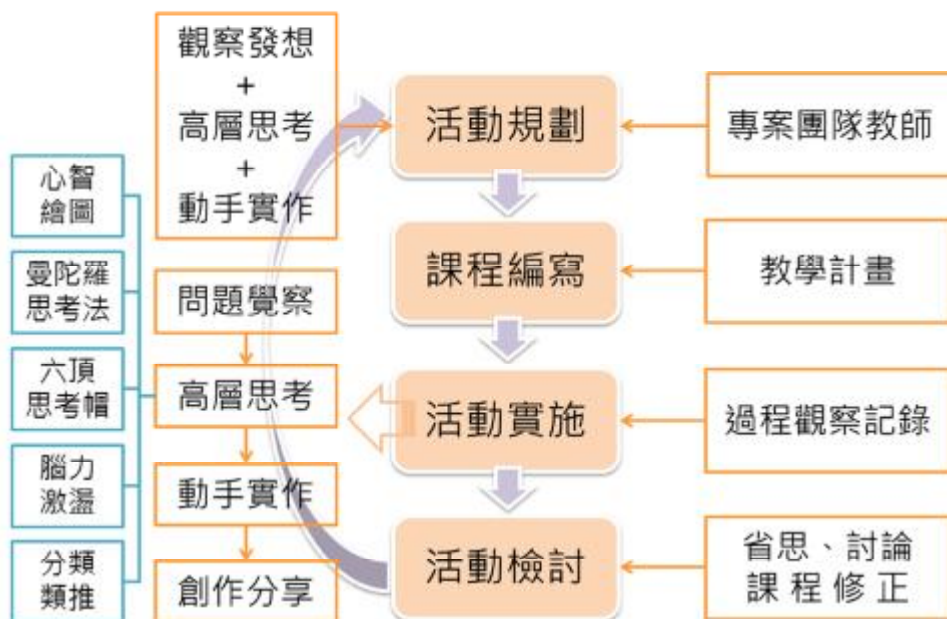 觀察發想
+
高層思考
+
動手實作
活動規劃
專案團隊教師
心智
繪圖
曼陀羅
思考法
六頂
思考帽
腦力
激盪
分類
類推
問題覺察
高層思考
動手實作
創作分享
課程編寫
教學計畫
活動實施
過程觀察記錄
活動檢討
省思、討論
課程修正